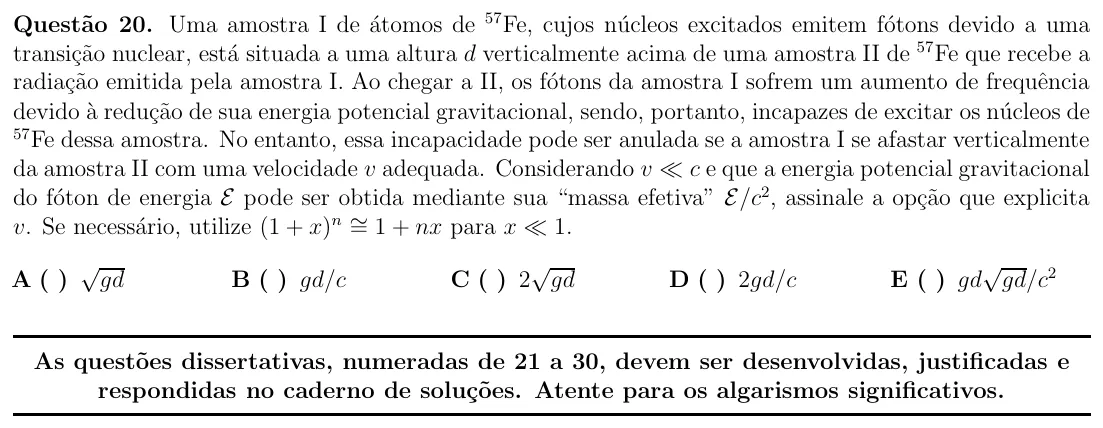 Questão 20. Uma amostra I de átomos de ⁵⁷Fe, cujos núcleos excitados emitem fótons devido a uma
transição nuclear, está situada a uma altura d verticalmente acima de uma amostra II de ⁵⁷Fe que recebe a
radiação emitida pela amostra I. Ao chegar a II, os fótons da amostra I sofrem um aumento de frequência
devido à redução de sua energia potencial gravitacional, sendo, portanto, incapazes de excitar os núcleos de
⁵⁷Fe dessa amostra. No entanto, essa incapacidade pode ser anulada se a amostra I se afastar verticalmente
da amostra II com uma velocidade v adequada. Considerando v ≪ c e que a energia potencial gravitacional
do fóton de energia ℰ pode ser obtida mediante sua “massa efetiva” ℰ/c², assinale a opção que explicita
v. Se necessário, utilize (1 + x)ⁿ ≅ 1 + nx para x ≪ 1.
A ( ) √gd B ( ) gd/c C ( ) 2√gd D ( ) 2gd/c E ( ) gd√gd/c²
As questões dissertativas, numeradas de 21 a 30, devem ser desenvolvidas, justificadas e
respondidas no caderno de soluções. Atente para os algarismos significativos.